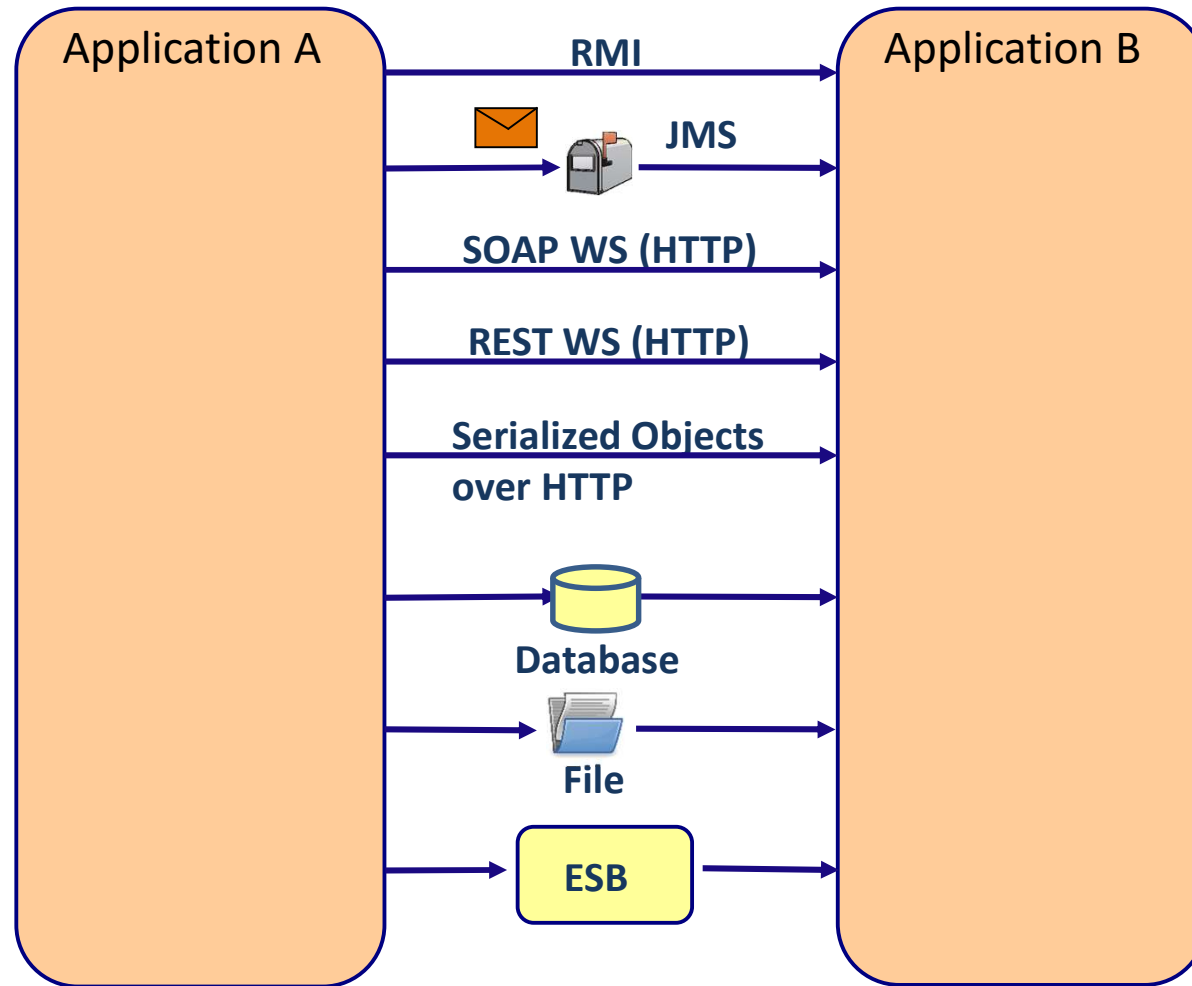 Application A
RMI
Application B
JMS
SOAP WS (HTTP)
REST WS (HTTP)
Serialized Objects
over HTTP
Database
File
ESB